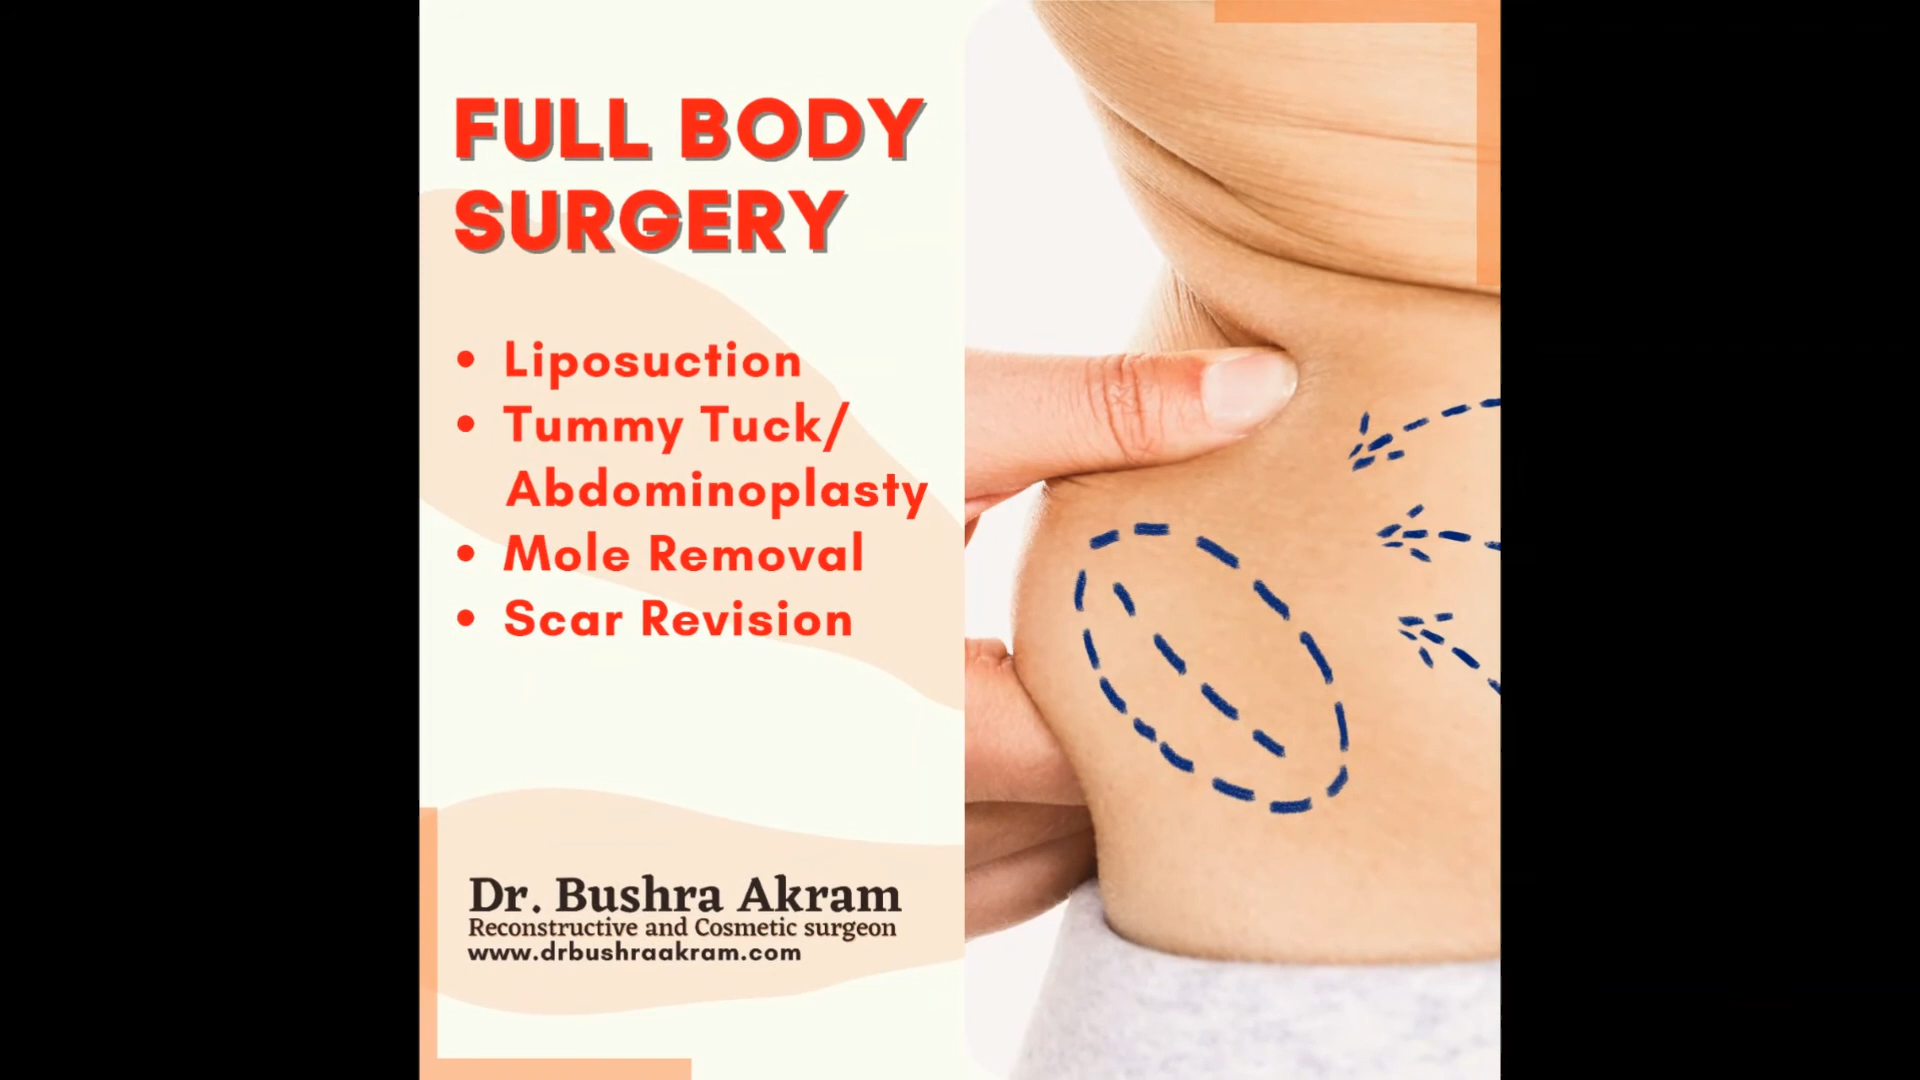 FULL BODY
SURGERY
• Liposuction
• Tummy Tuck/
Abdominoplasty
• Mole Removal
• Scar Revision
Dr. Bushra Akram
Reconstructive and Cosmetic surgeon
www.drbushraakram.com